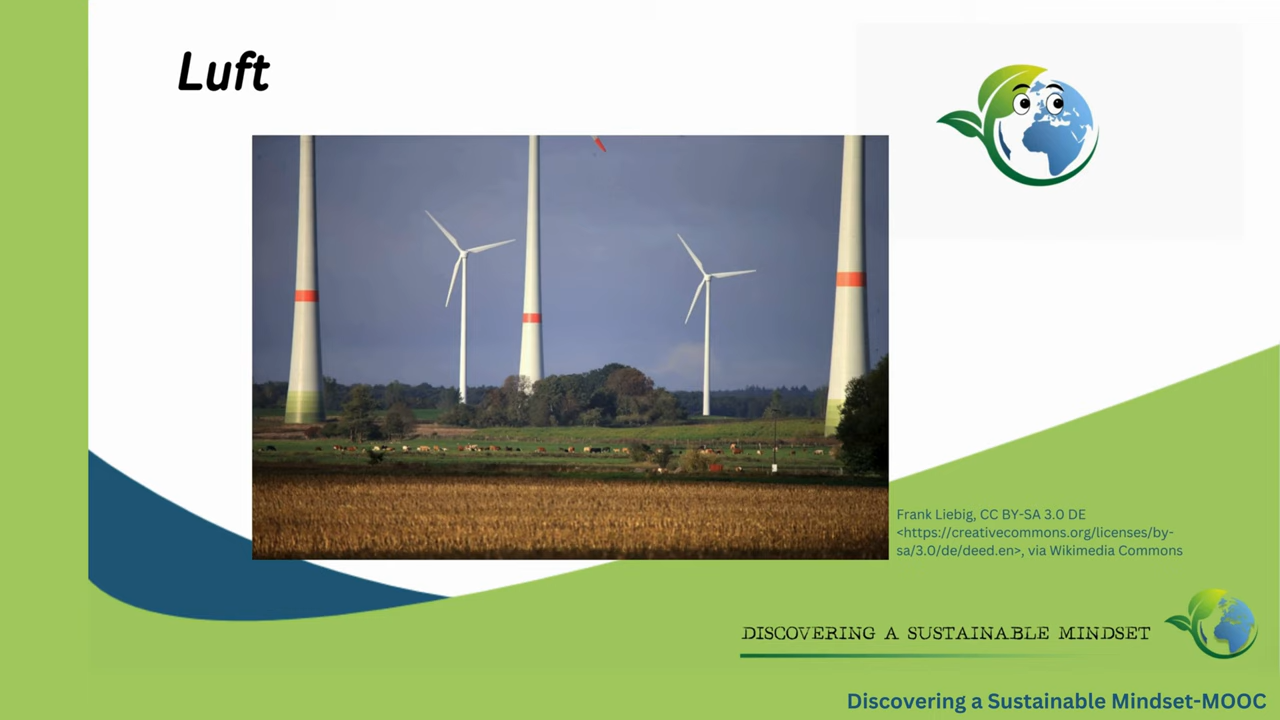 Luft
Frank Liebig, CC BY-SA 3.0 DE
<https://creativecommons.org/licenses/by-
sa/3.0/de/deed.en>, via Wikimedia Commons
DISCOVERING A SUSTAINABLE MINDSET
Discovering a Sustainable Mindset-MOOC